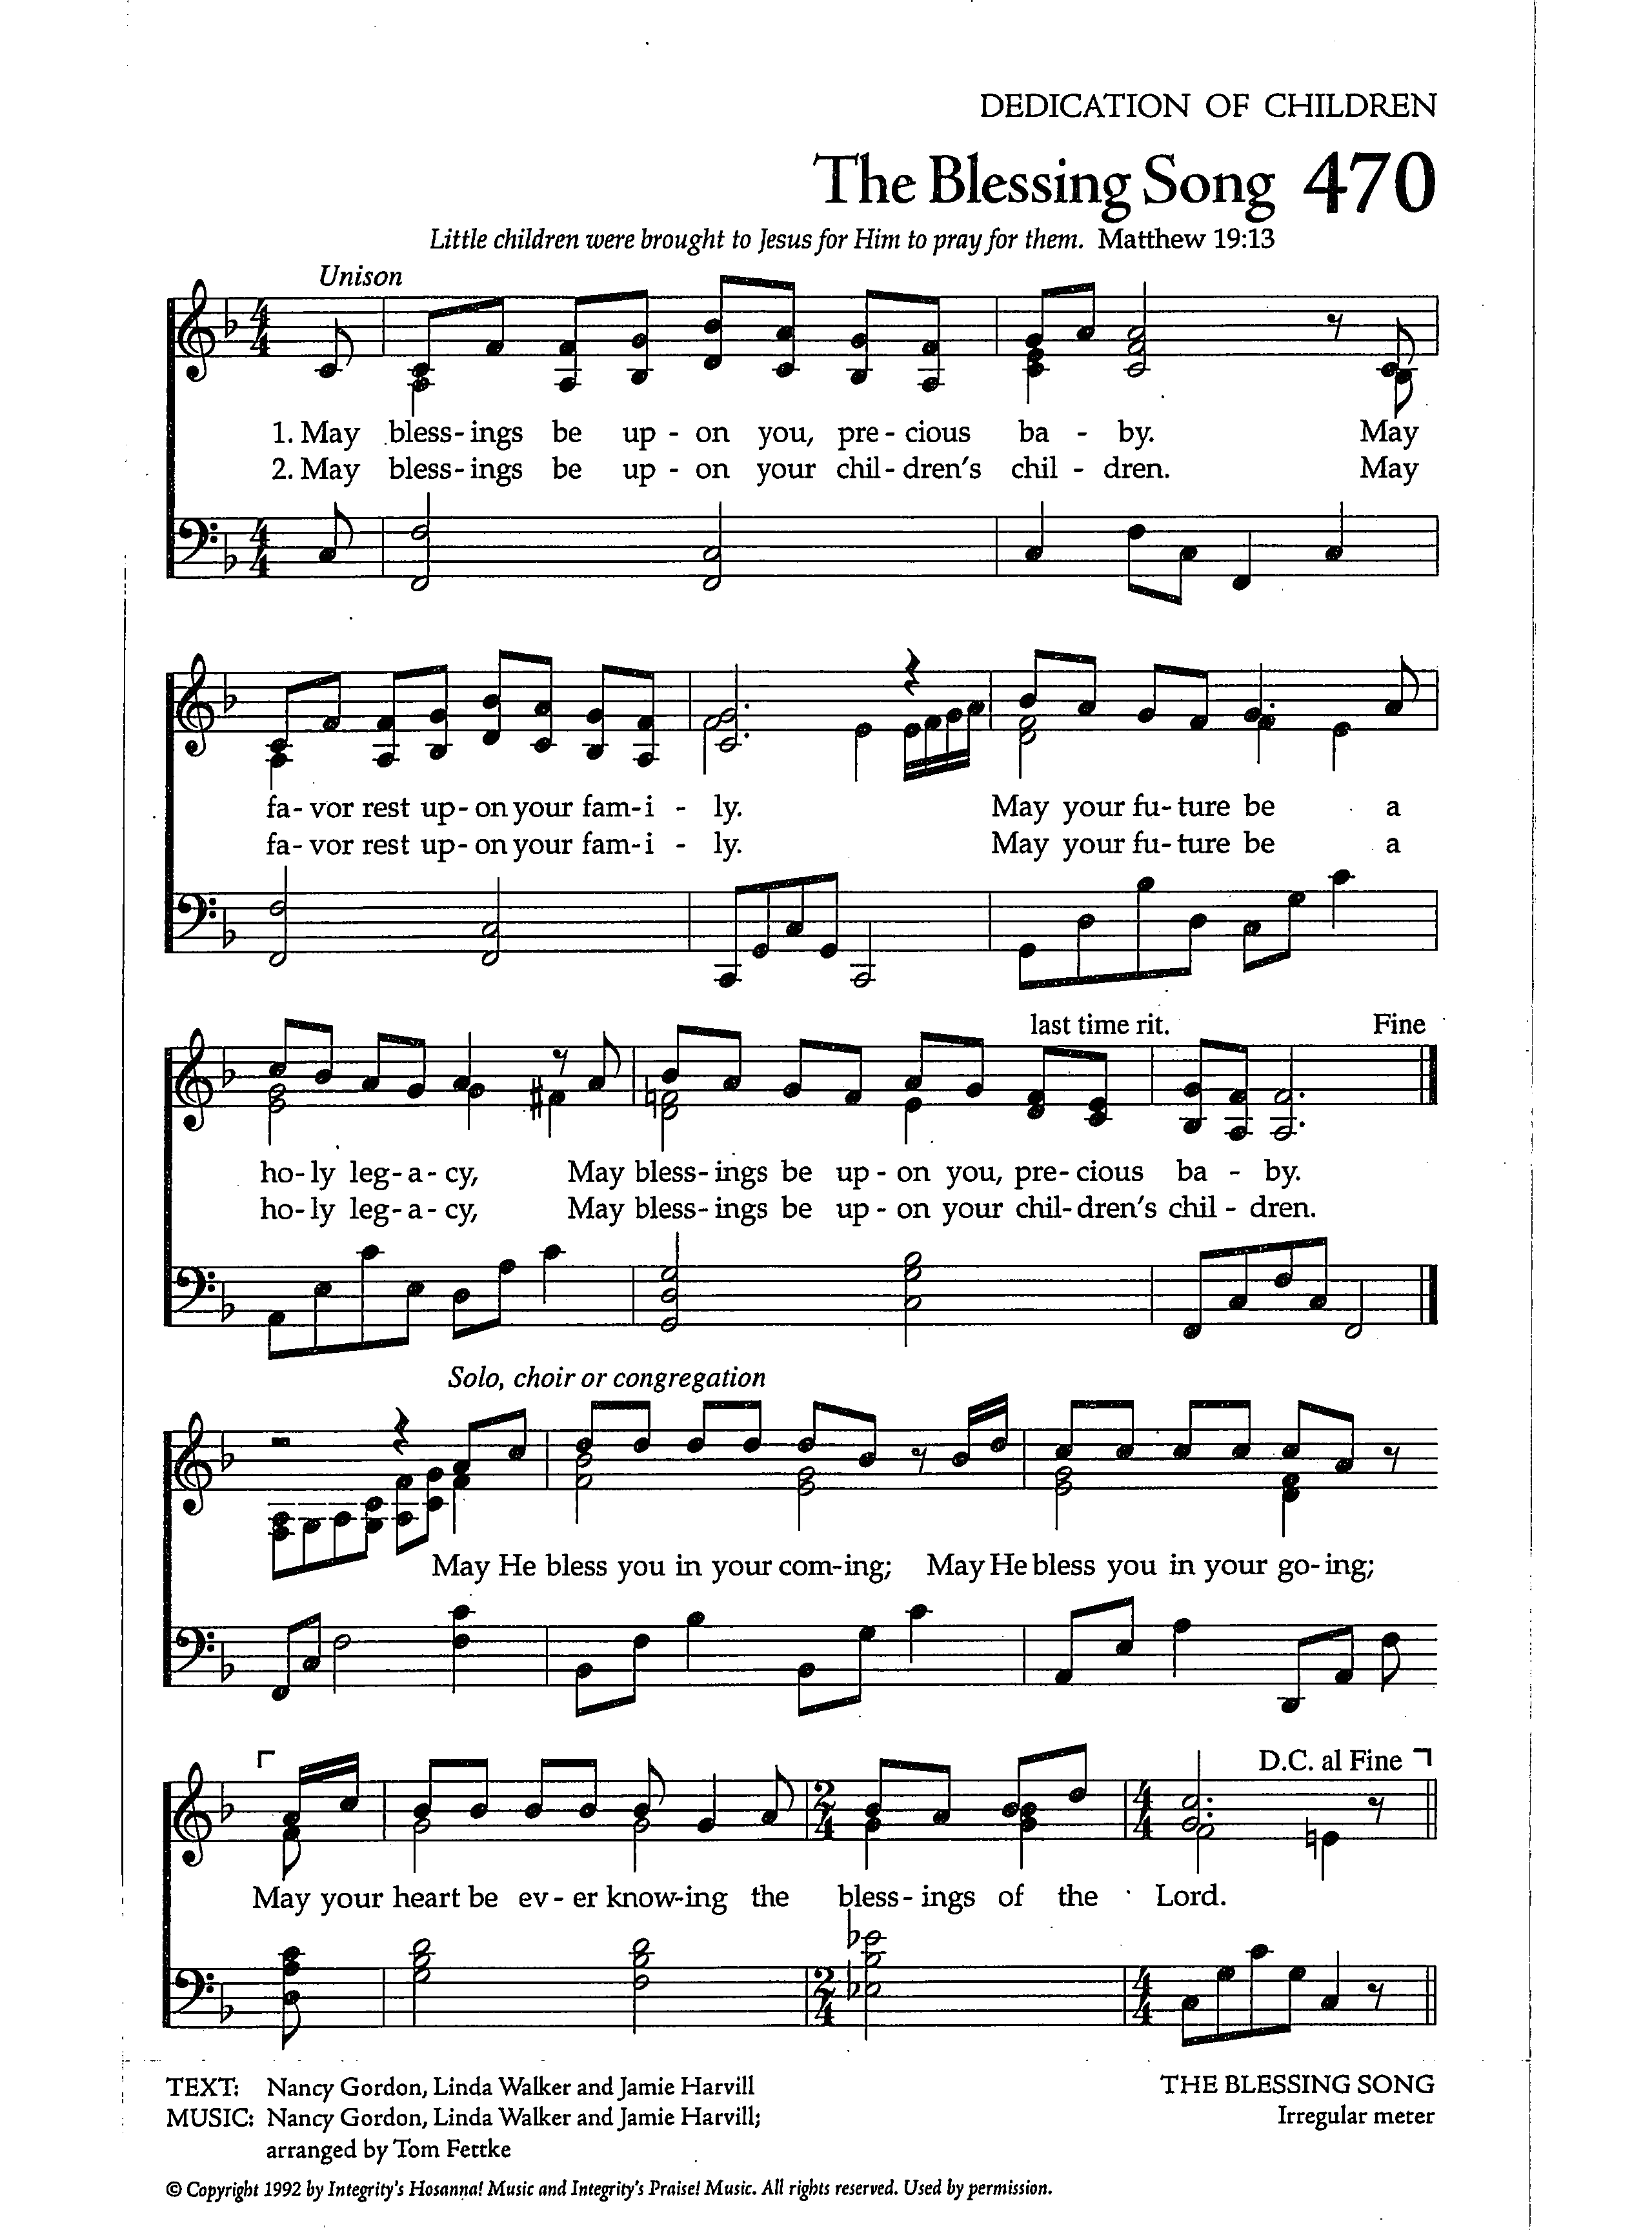 DEDICATION OF CHILDREN
The Blessing Song 470
Little children were brought to Jesus for Him to pray for them. Matthew 19:13
Unison
1. May bless-ings be up - on you, pre-cious ba - by. May
2. May bless-ings be up - on your chil-dren's chil - dren. May
fa-vor rest up-on your fam-i - ly. May your fu-ture be a
fa-vor rest up-on your fam-i - ly. May your fu-ture be a
last time rit. Fine
ho-ly leg-a-cy, May bless-ings be up - on you, pre-cious ba - by.
ho-ly leg-a-cy, May bless-ings be up - on your chil-dren's chil - dren.
Solo, choir or congregation
May He bless you in your com-ing; May He bless you in your go-ing;
D.C. al Fine
May your heart be ev - er know-ing the bless-ings of the Lord.
TEXT: Nancy Gordon, Linda Walker and Jamie Harvill
MUSIC: Nancy Gordon, Linda Walker and Jamie Harvill;
arranged by Tom Fettke
THE BLESSING SONG
Irregular meter
© Copyright 1992 by Integrity's Hosanna! Music and Integrity's Praise! Music. All rights reserved. Used by permission.